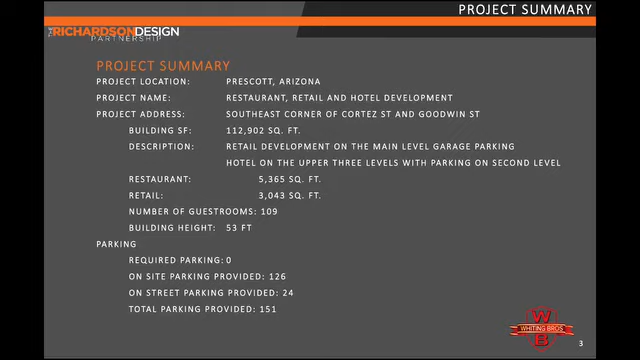 PROJECT SUMMARY
THE RICHARDSON DESIGN
PARTNERSHIP
PROJECT SUMMARY
PROJECT LOCATION: PRESCOTT, ARIZONA
PROJECT NAME: RESTAURANT, RETAIL AND HOTEL DEVELOPMENT
PROJECT ADDRESS: SOUTHEAST CORNER OF CORTEZ ST AND GOODWIN ST
BUILDING SF: 112,902 SQ. FT.
DESCRIPTION: RETAIL DEVELOPMENT ON THE MAIN LEVEL GARAGE PARKING
HOTEL ON THE UPPER THREE LEVELS WITH PARKING ON SECOND LEVEL
RESTAURANT: 5,365 SQ. FT.
RETAIL: 3,043 SQ. FT.
NUMBER OF GUESTROOMS: 109
BUILDING HEIGHT: 53 FT
PARKING
REQUIRED PARKING: 0
ON SITE PARKING PROVIDED: 126
ON STREET PARKING PROVIDED: 24
TOTAL PARKING PROVIDED: 151
W
WHITING BROS
B
3